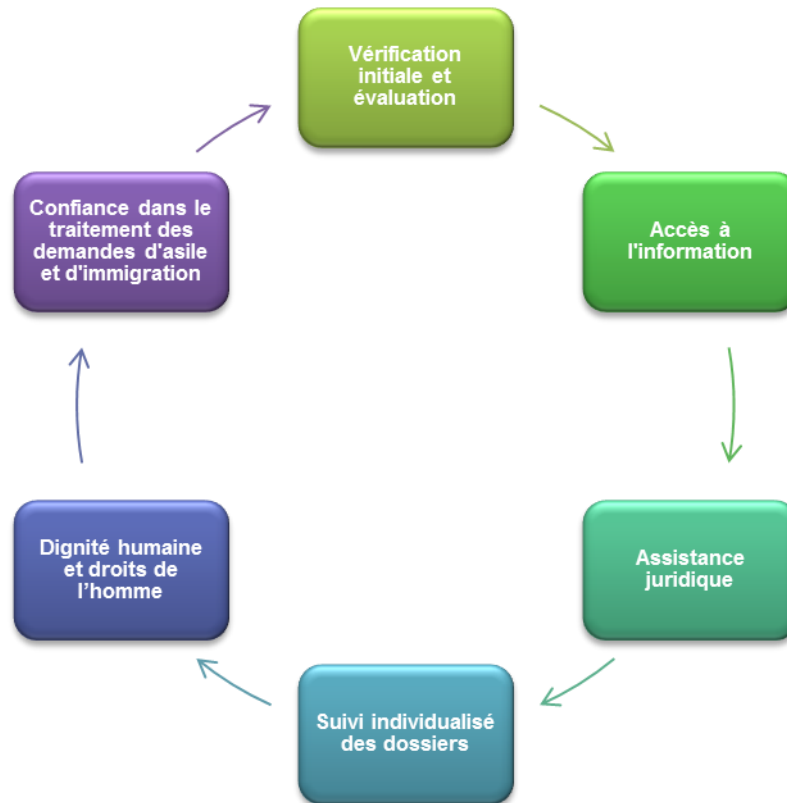 Vérification
initiale et
évaluation
Accès à
l'information
Assistance
juridique
Suivi individualisé
des dossiers
Dignité humaine
et droits de
l’homme
Confiance dans le
traitement des
demandes d'asile
et d'immigration